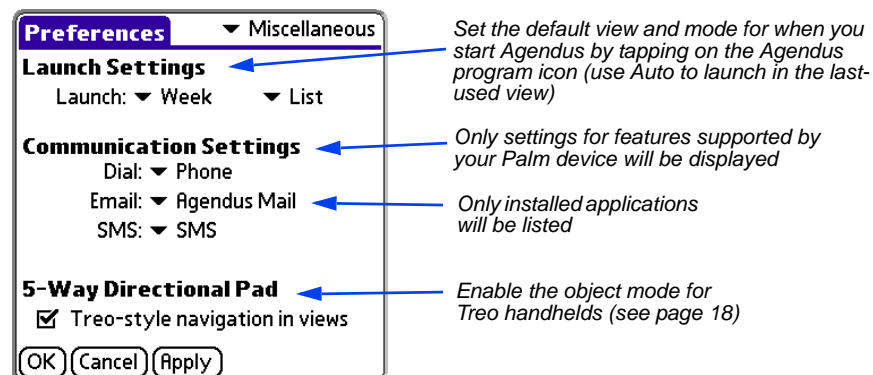 Preferences ▼ Miscellaneous
Launch Settings
Launch: ▼ Week ▼ List
Communication Settings
Dial: ▼ Phone
Email: ▼ Agendus Mail
SMS: ▼ SMS
5-Way Directional Pad
Treo-style navigation in views
OK Cancel Apply
Set the default view and mode for when you
start Agendus by tapping on the Agendus
program icon (use Auto to launch in the last-
used view)
Only settings for features supported by
your Palm device will be displayed
Only installed applications
will be listed
Enable the object mode for
Treo handhelds (see page 18)